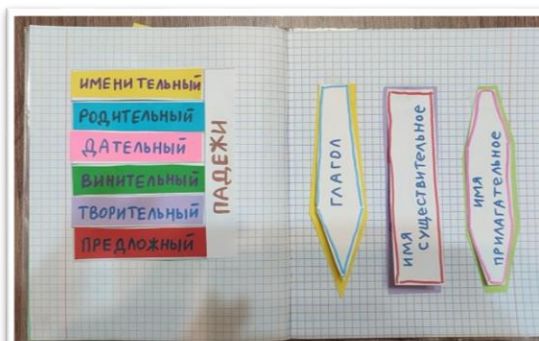 ИМЕНИТЕЛЬНЫЙ
РОДИТЕЛЬНЫЙ
ДАТЕЛЬНЫЙ
ВИНИТЕЛЬНЫЙ
ТВОРИТЕЛЬНЫЙ
ПРЕДЛОЖНЫЙ
ПАДЕЖИ
ГЛАГОЛ
ИМЯ
СУЩЕСТВИТЕЛЬНОЕ
ИМЯ
ПРИЛАГАТЕЛЬНОЕ